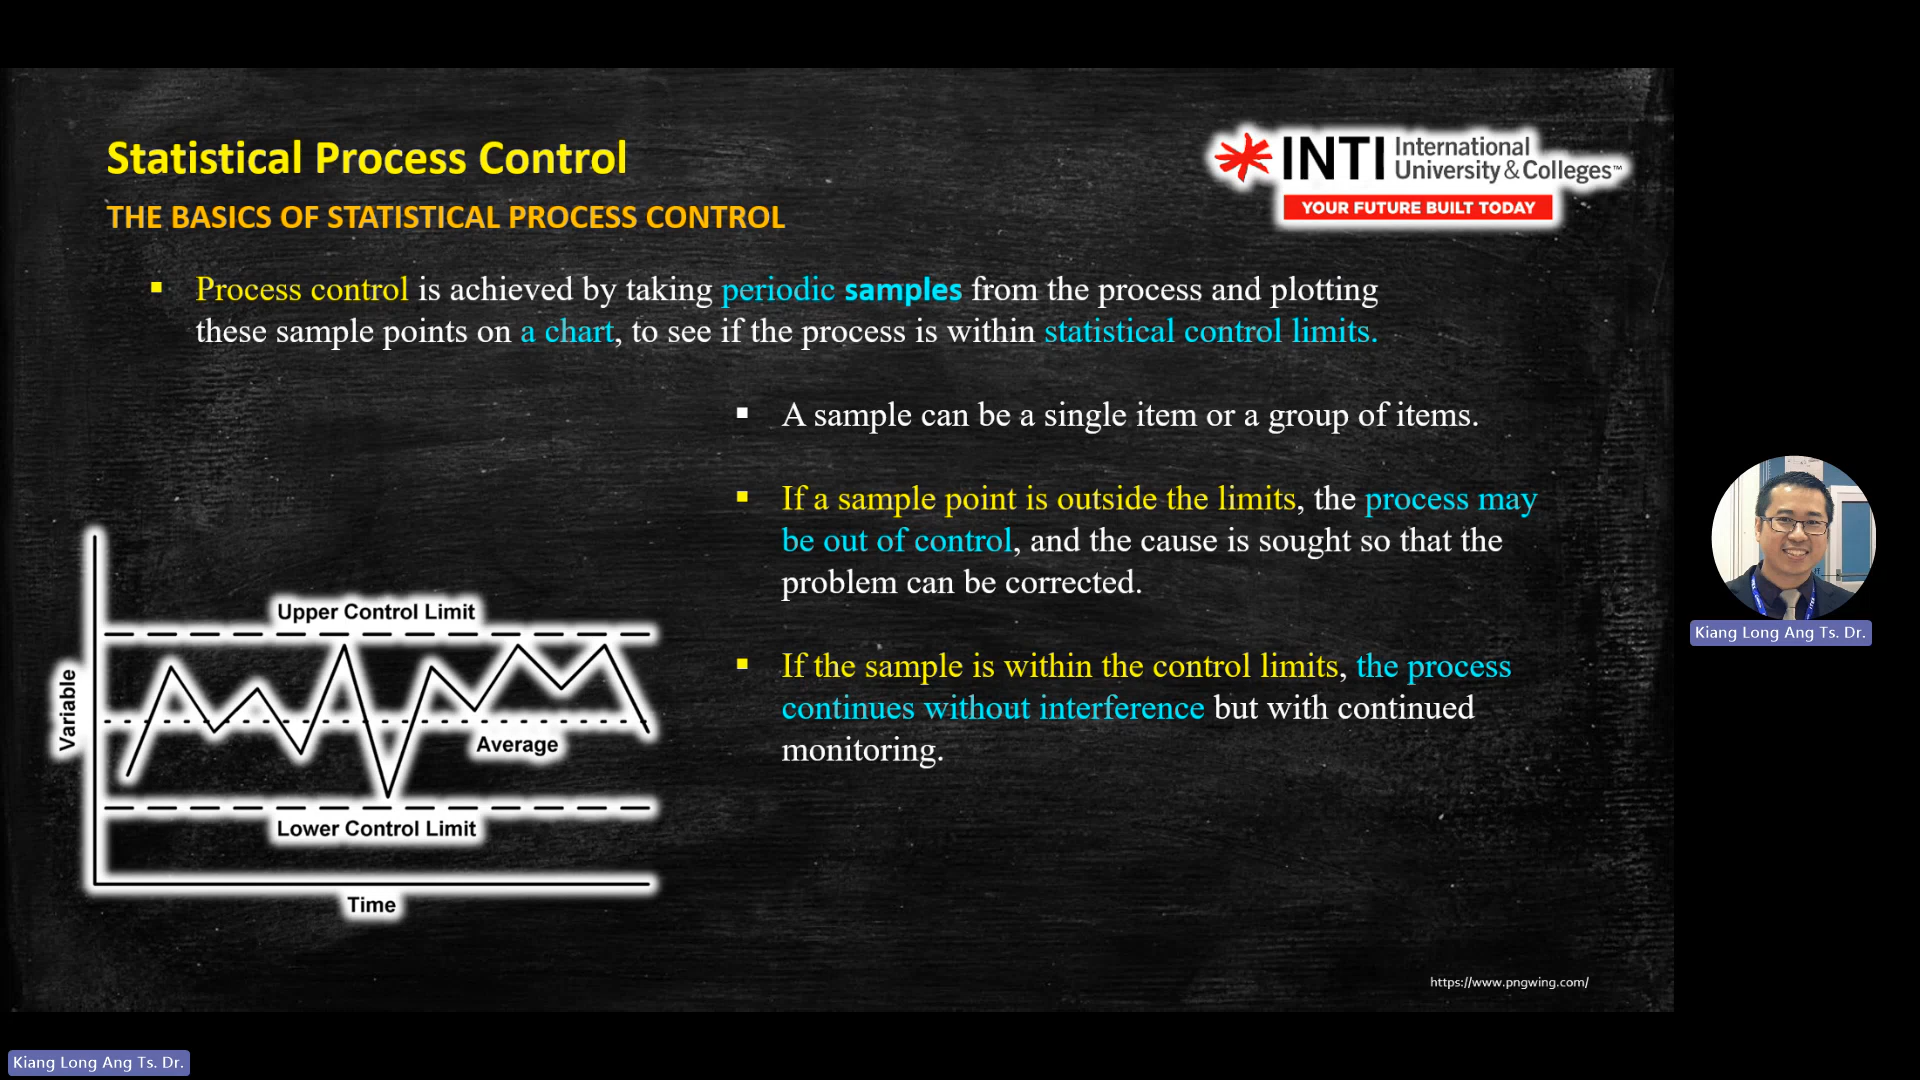 Statistical Process Control
THE BASICS OF STATISTICAL PROCESS CONTROL
INTI International
University & Colleges™
YOUR FUTURE BUILT TODAY
▪ Process control is achieved by taking periodic samples from the process and plotting
these sample points on a chart, to see if the process is within statistical control limits.
▪ A sample can be a single item or a group of items.
▪ If a sample point is outside the limits, the process may
be out of control, and the cause is sought so that the
problem can be corrected.
▪ If the sample is within the control limits, the process
continues without interference but with continued
monitoring.
Upper Control Limit
Variable
Average
Lower Control Limit
Time
https://www.pngwing.com/
Kiang Long Ang Ts. Dr.
Kiang Long Ang Ts. Dr.